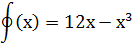 ∮(x) = 12x – x³